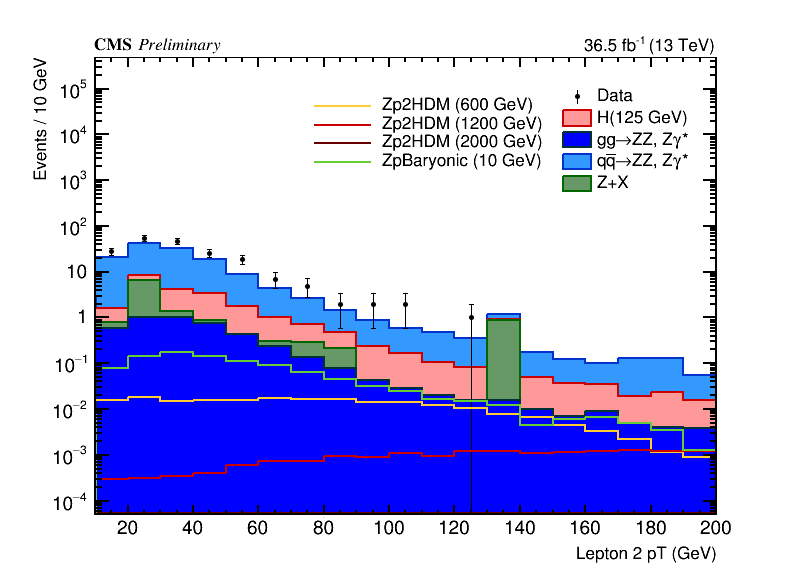 CMS Preliminary 36.5 fb⁻¹ (13 TeV)
Events / 10 GeV
10⁵
10⁴
10³
10²
10
1
10⁻¹
10⁻²
10⁻³
10⁻⁴
Zp2HDM (600 GeV)
Zp2HDM (1200 GeV)
Zp2HDM (2000 GeV)
ZpBaryonic (10 GeV)
Data
H(125 GeV)
gg→ZZ, Zγ*
qq̅→ZZ, Zγ*
Z+X
20 40 60 80 100 120 140 160 180 200
Lepton 2 pT (GeV)